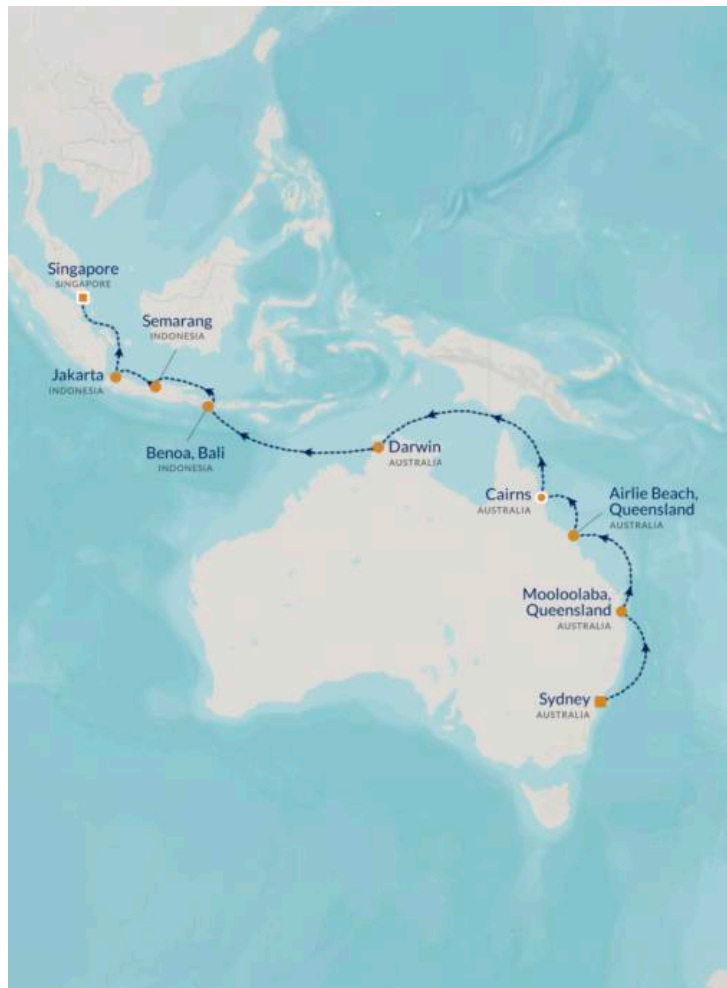 Singapore
SINGAPORE
Semarang
INDONESIA
Jakarta
INDONESIA
Benoa, Bali
INDONESIA
Darwin
AUSTRALIA
Cairns
AUSTRALIA
Airlie Beach,
Queensland
AUSTRALIA
Mooloolaba,
Queensland
AUSTRALIA
Sydney
AUSTRALIA